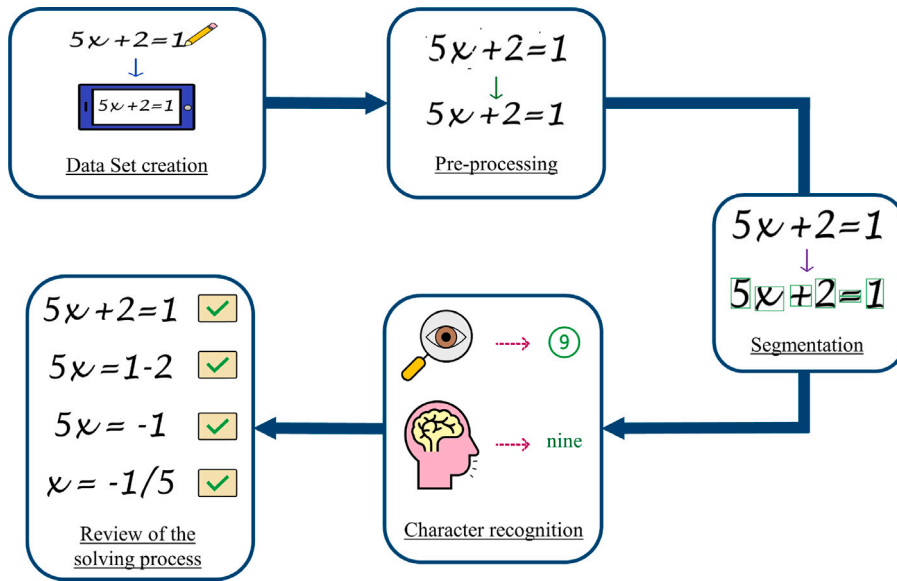 5x+2=1
5x+2=1
Data Set creation
5x+2=1
5x+2=1
Pre-processing
5x+2=1
5x+2=1
Segmentation
9
nine
Character recognition
5x+2=1
5x=1-2
5x= -1
x= -1/5
Review of the
solving process